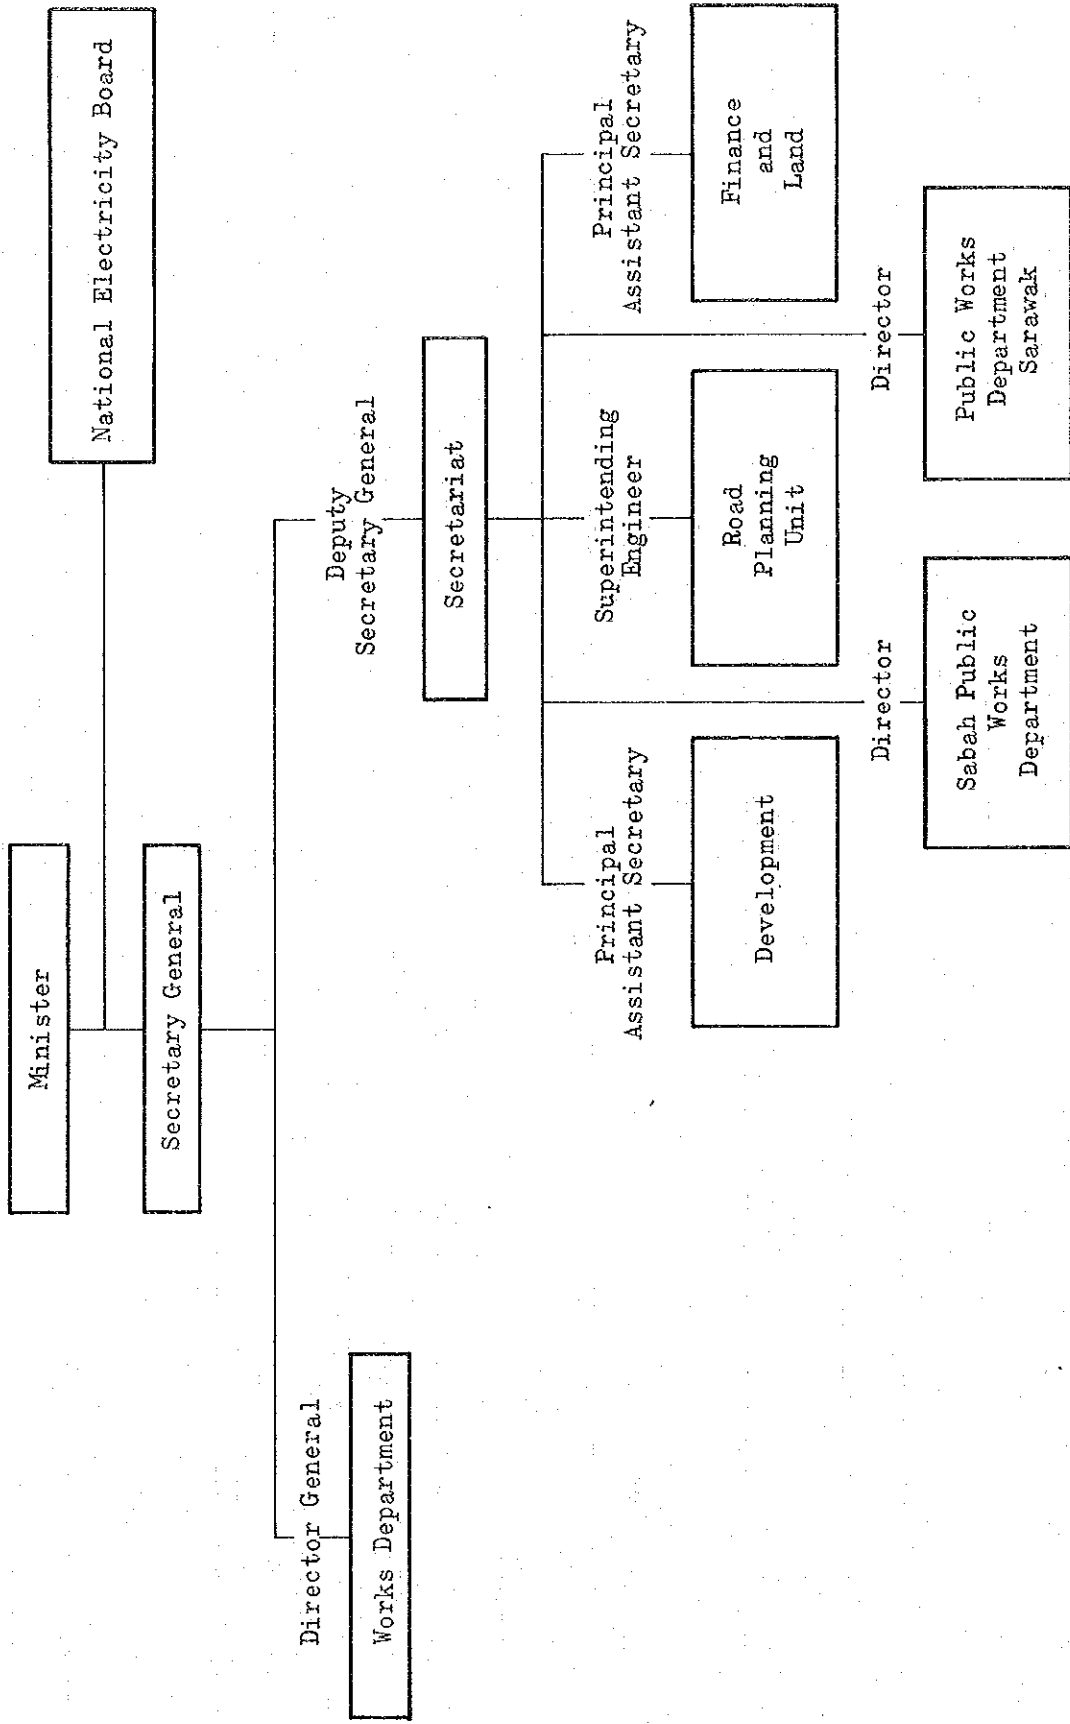 Minister
National Electricity Board
Secretary General
Director General
Works Department
Deputy
Secretary General
Secretariat
Principal
Assistant Secretary
Development
Superintending
Engineer
Road
Planning
Unit
Principal
Assistant Secretary
Finance
and
Land
Director
Sabah Public
Works
Department
Director
Public Works
Department
Sarawak